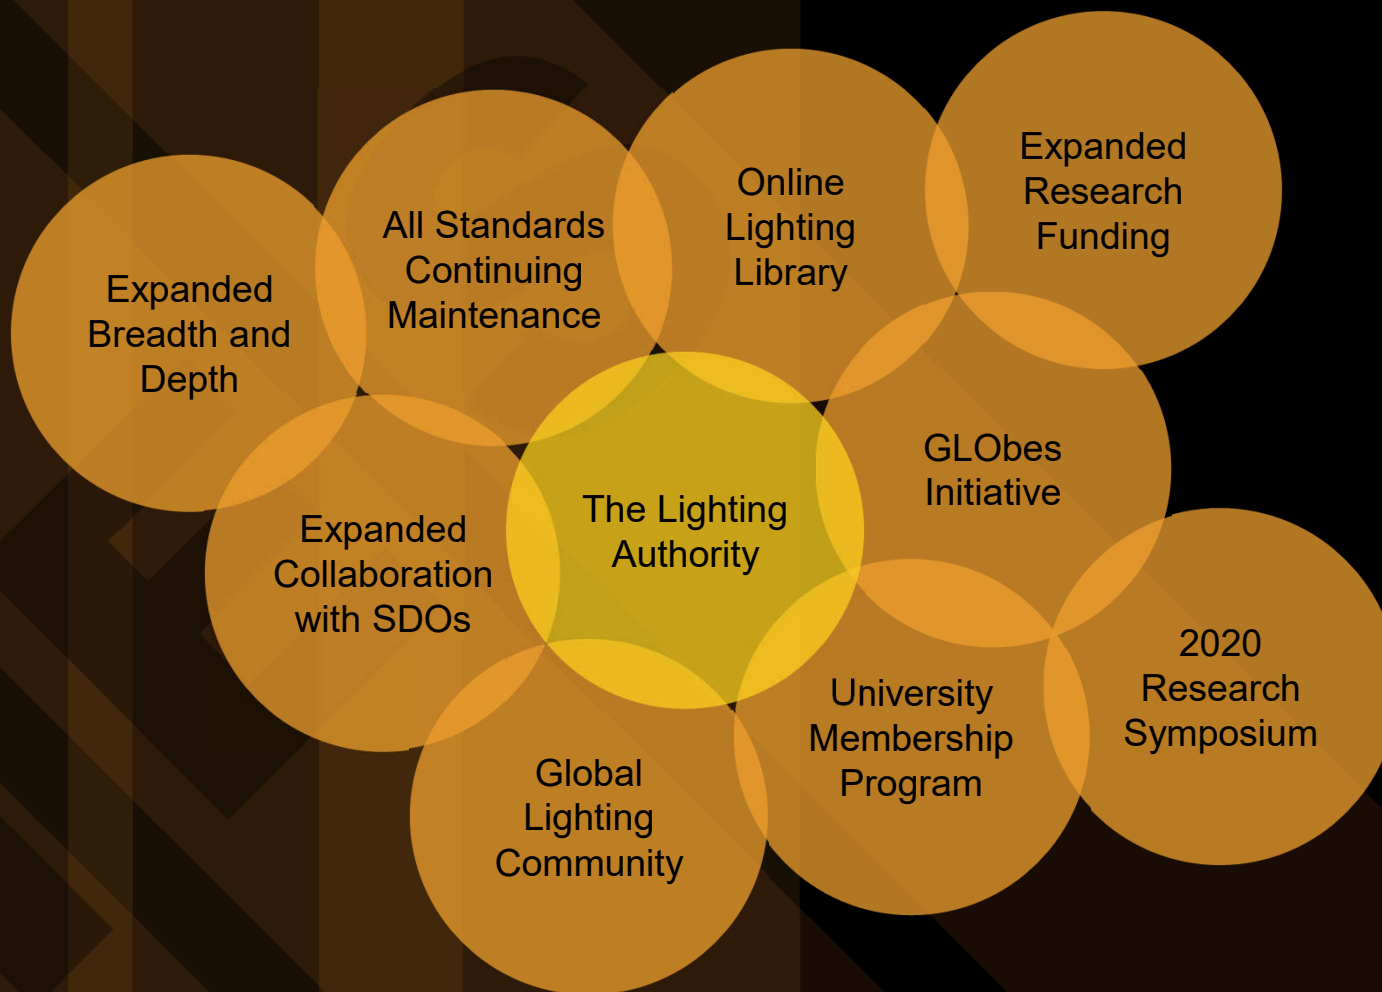 Expanded
Breadth and
Depth
All Standards
Continuing
Maintenance
Online
Lighting
Library
Expanded
Research
Funding
Expanded
Collaboration
with SDOs
The Lighting
Authority
GLObes
Initiative
Global
Lighting
Community
University
Membership
Program
2020
Research
Symposium